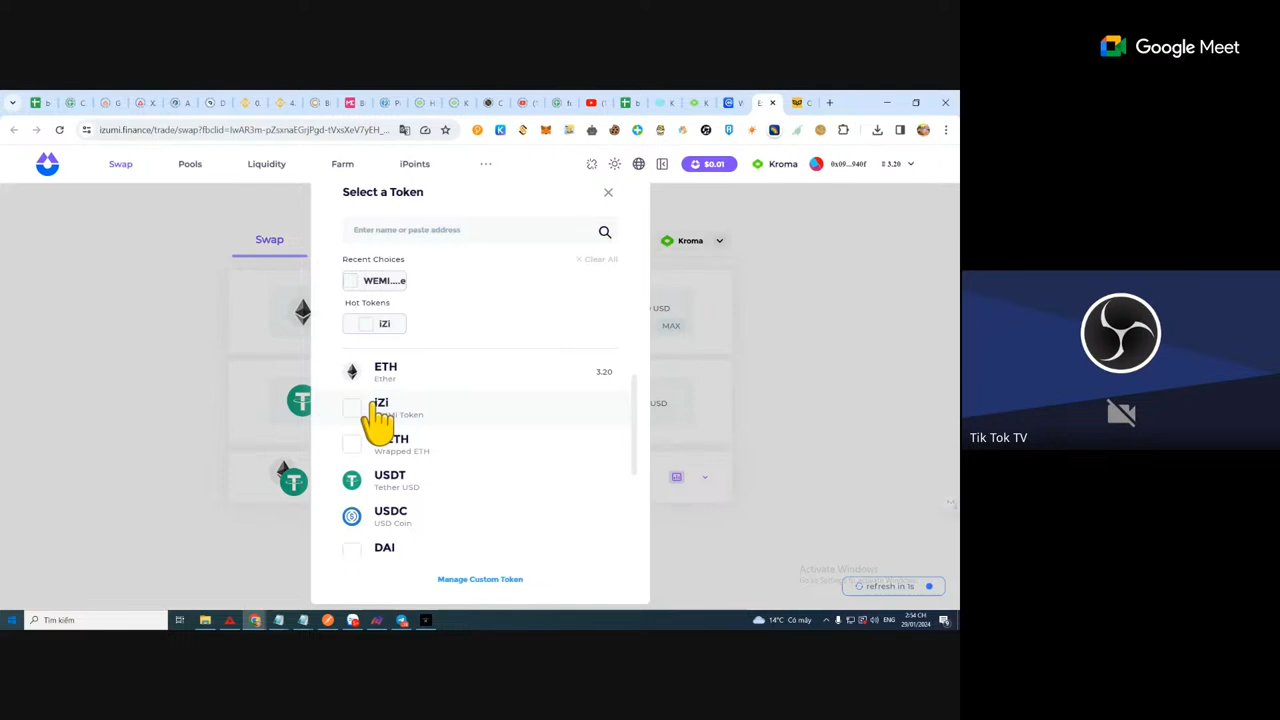 Google Meet
izumi.finance/trade/swap?fbclid=IwAR3m-pZsxnaEGrjPgd-tVxsXeV7yEH_...
Swap
Pools
Liquidity
Farm
iPoints
$0.01
Kroma
0x09...940f
3.20
Select a Token
Enter name or paste address
Swap
Kroma
Recent Choices
Clear All
WEMI....e
Hot Tokens
iZi
USD
MAX
ETH
Ether
3.20
iZi
Token
USD
ETH
Wrapped ETH
USDT
Tether USD
USDC
USD Coin
DAI
Manage Custom Token
Activate Windows
refresh in 1s
Tik Tok TV
Tìm kiếm
14°C Có mây
ENG
2:54 CH
29/01/2024